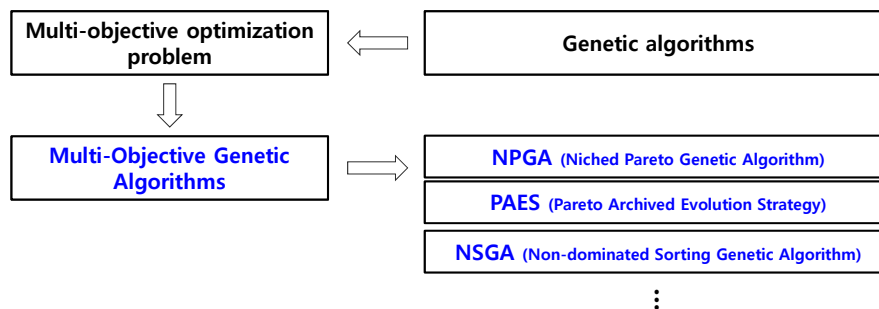 Multi-objective optimization
problem
Genetic algorithms
Multi-Objective Genetic
Algorithms
NPGA (Niched Pareto Genetic Algorithm)
PAES (Pareto Archived Evolution Strategy)
NSGA (Non-dominated Sorting Genetic Algorithm)
⋮